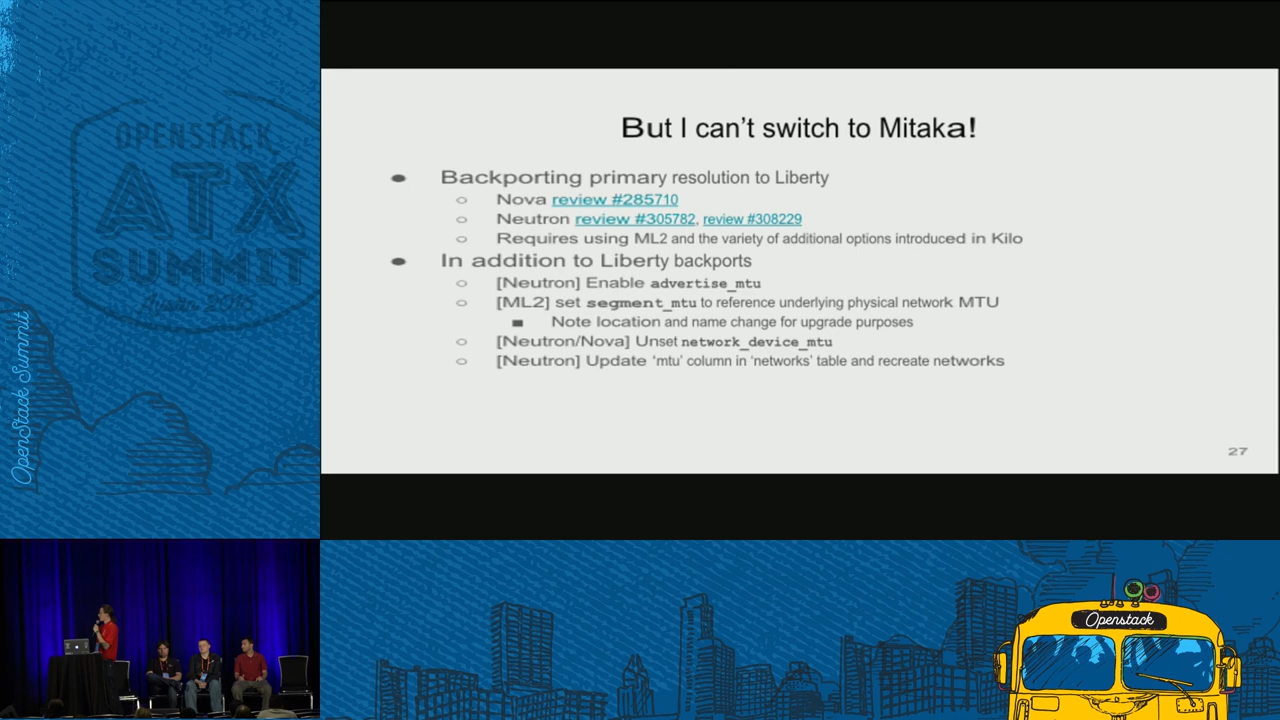 OPENSTACK
ATX
SUMMIT
Austin 2016
OpenStack Summit
But I can't switch to Mitaka!
● Backporting primary resolution to Liberty
○ Nova review #285710
○ Neutron review #305782, review #308229
○ Requires using ML2 and the variety of additional options introduced in Kilo
● In addition to Liberty backports
○ [Neutron] Enable advertise_mtu
○ [ML2] set segment_mtu to reference underlying physical network MTU
■ Note location and name change for upgrade purposes
○ [Neutron/Nova] Unset network_device_mtu
○ [Neutron] Update ‘mtu’ column in ‘networks’ table and recreate networks
27
Openstack